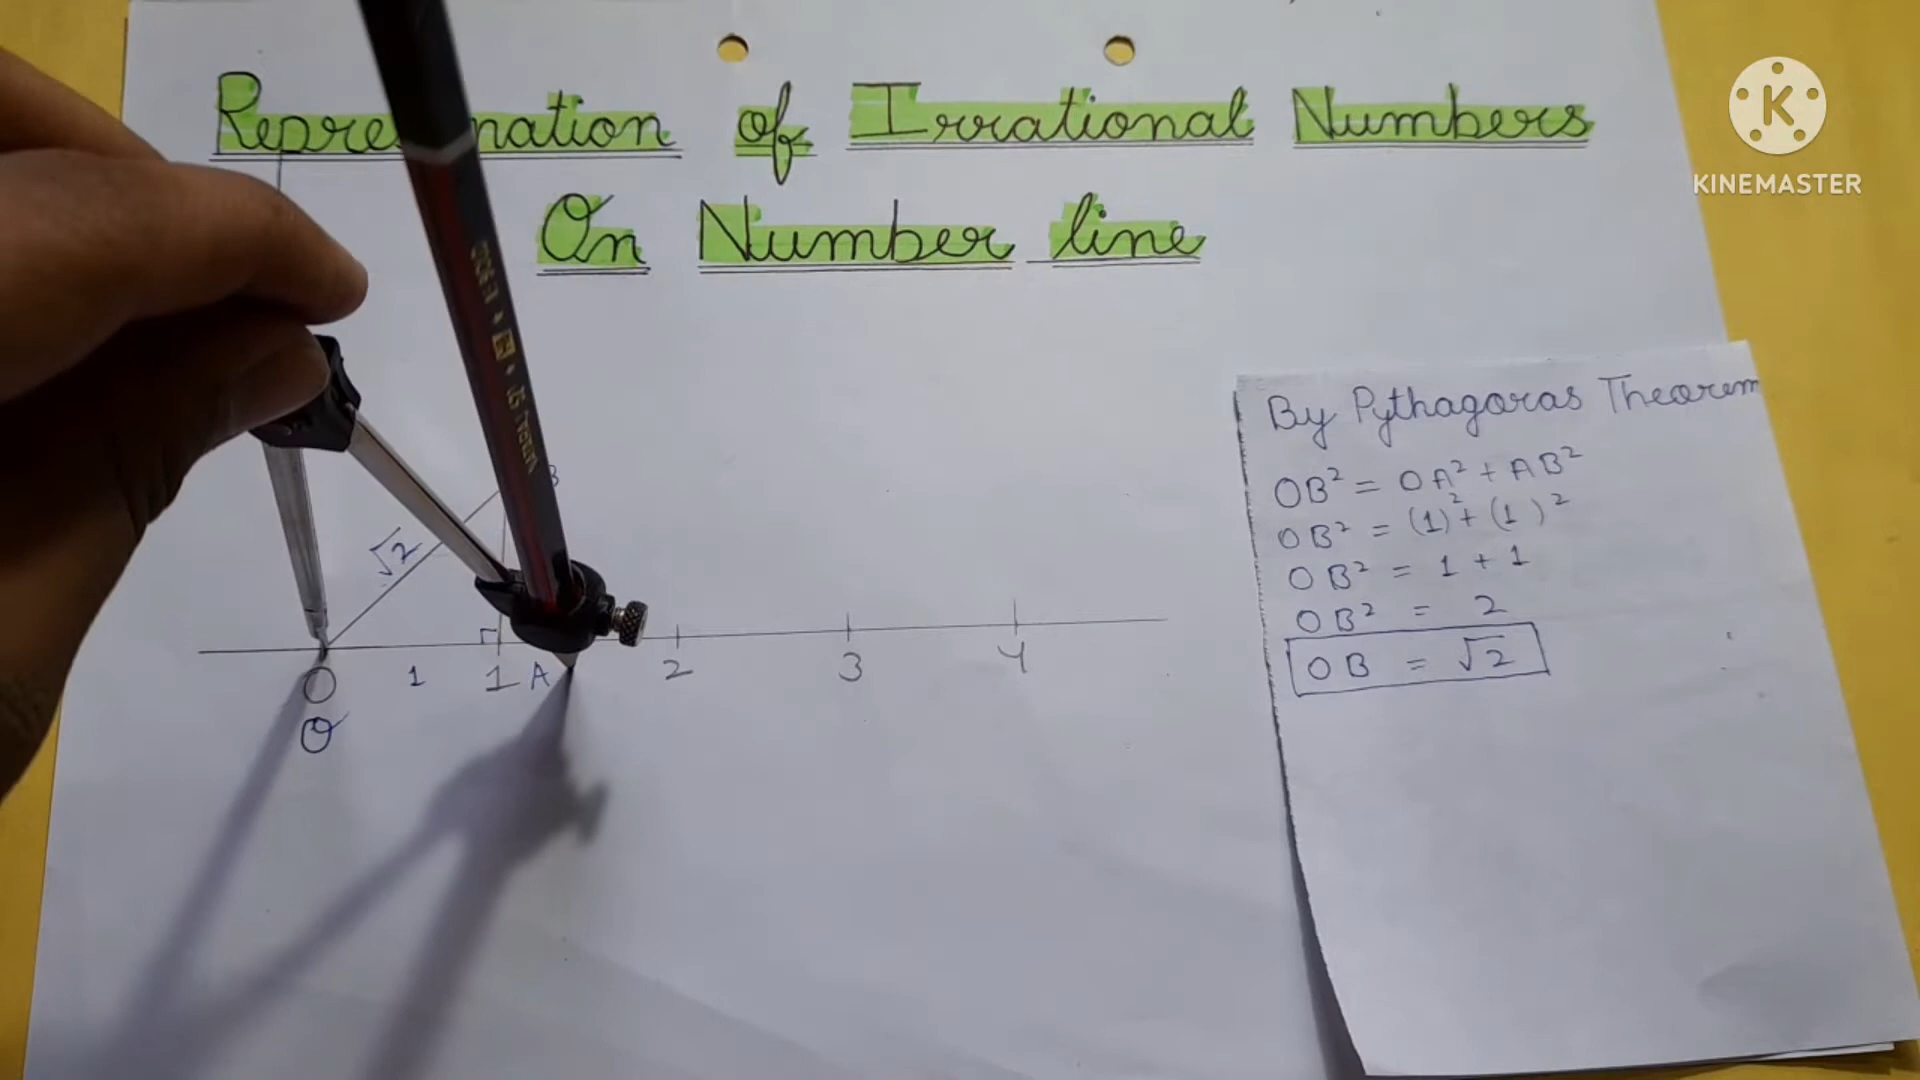 Repre nation of Irrational Numbers
On Number line
K
KINEMASTER
By Pythagoras Theorem
OB² = OA² + AB²
OB² = (1)² + (1)²
OB² = 1 + 1
OB² = 2
OB = √2
B
√2
O 1 1 A 2 3 4
O